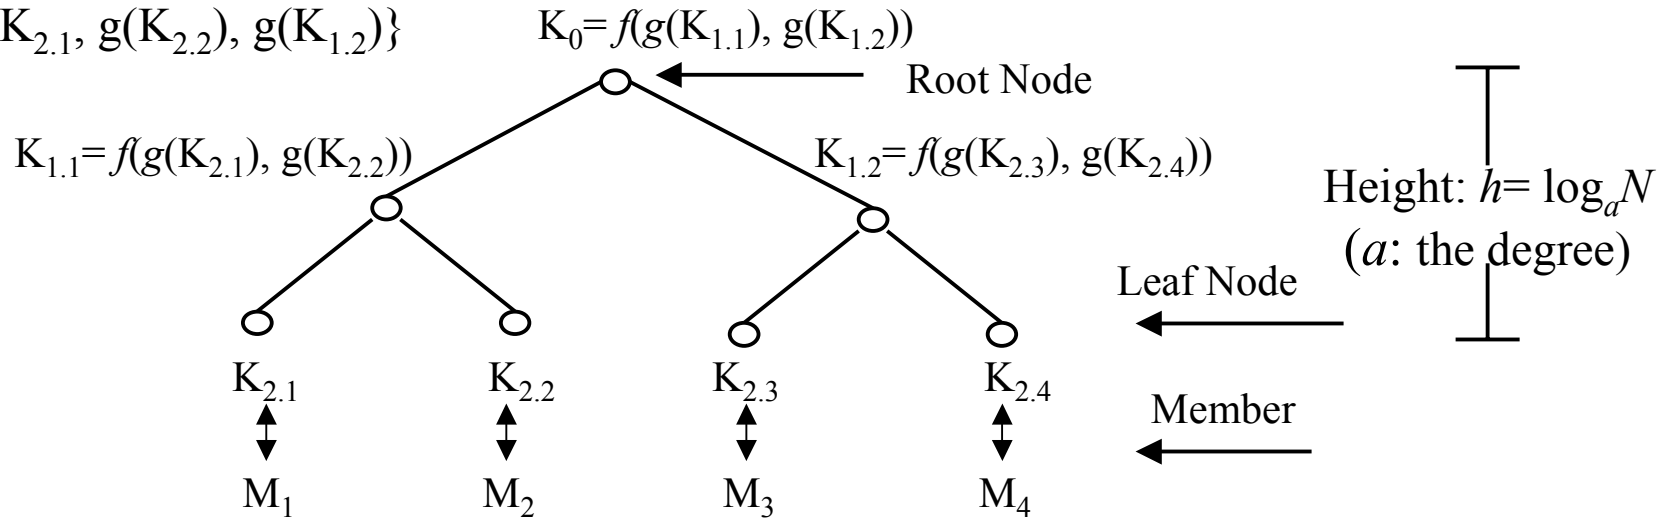 K2.1, g(K2.2), g(K1.2)}
K0= f(g(K1.1), g(K1.2))
Root Node
K1.1= f(g(K2.1), g(K2.2))
K1.2= f(g(K2.3), g(K2.4))
Height: h= logaN
(a: the degree)
Leaf Node
K2.1 K2.2 K2.3 K2.4
Member
M1 M2 M3 M4